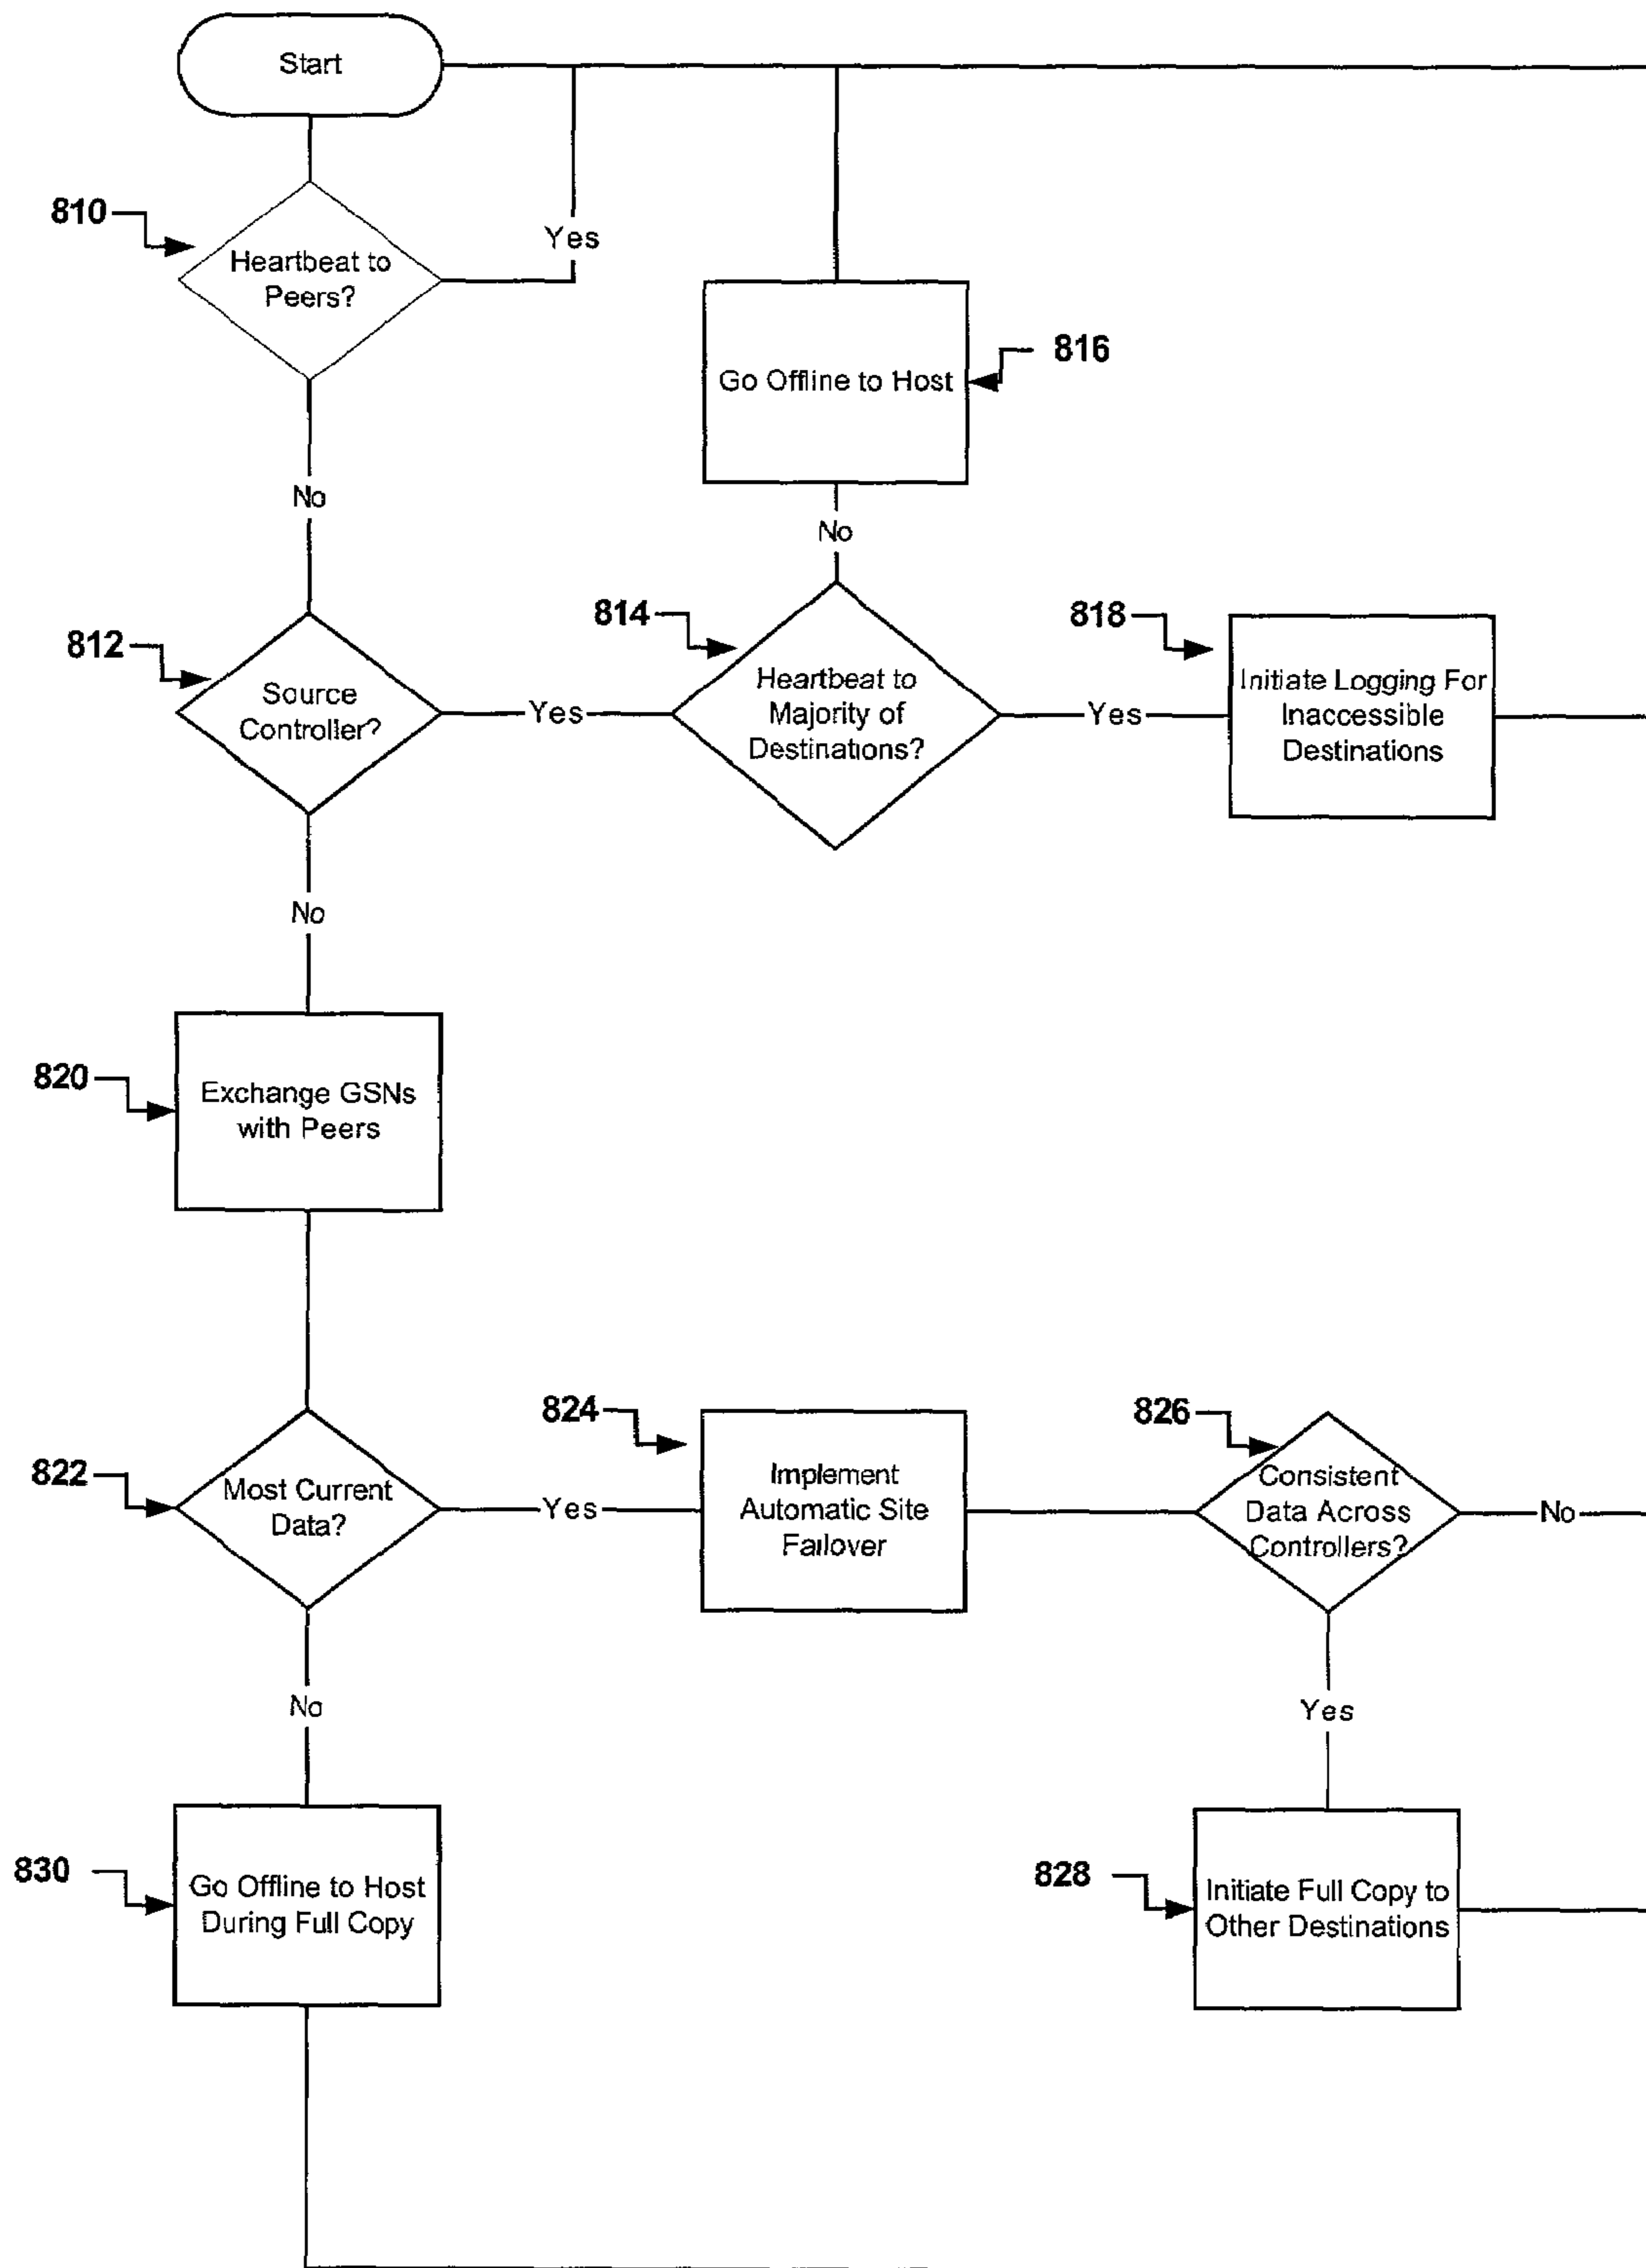 Start
810
Heartbeat to
Peers?
Yes
No
Go Offline to Host
816
No
812
Source
Controller?
Yes
814
Heartbeat to
Majority of
Destinations?
Yes
818
Initiate Logging For
Inaccessible
Destinations
No
820
Exchange GSNs
with Peers
822
Most Current
Data?
Yes
824
Implement
Automatic Site
Failover
826
Consistent
Data Across
Controllers?
No
Yes
No
830
Go Offline to Host
During Full Copy
828
Initiate Full Copy to
Other Destinations